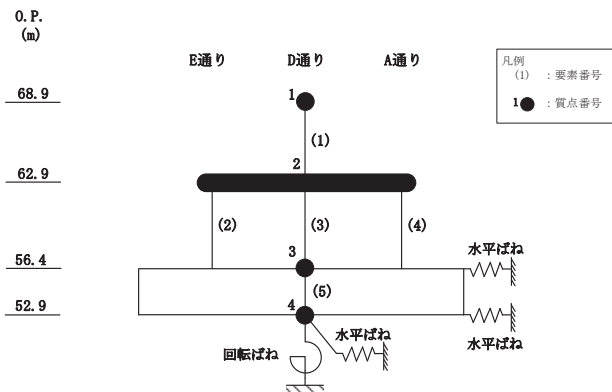 O.P.
(m)
E通り D通り A通り
凡例
(1) :要素番号
1 :質点番号
68.9
1
(1)
2
62.9
(2) (3) (4)
水平ばね
56.4
3
(5)
52.9
4
水平ばね
水平ばね
回転ばね